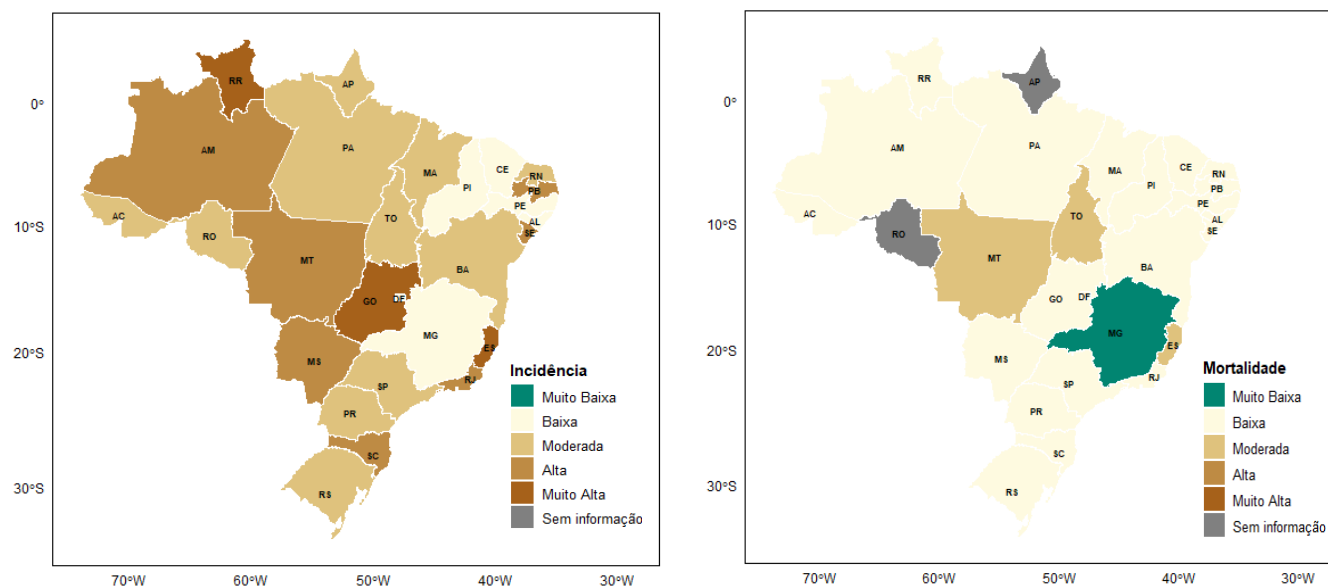 RR
AP
0°
AM
PA
MA
CE
RN
PI
PB
PE
AC
TO
AL
RO
SE
10°S
MT
BA
GO
DF
MG
MS
ES
20°S
RJ
SP
PR
SC
RS
30°S
Incidência
Muito Baixa
Baixa
Moderada
Alta
Muito Alta
Sem informação
70°W
60°W
50°W
40°W
30°W
RR
AP
0°
AM
PA
MA
CE
RN
PI
PB
PE
AC
TO
AL
RO
SE
10°S
MT
BA
GO
DF
MG
ES
MS
20°S
RJ
SP
PR
SC
RS
30°S
Mortalidade
Muito Baixa
Baixa
Moderada
Alta
Muito Alta
Sem informação
70°W
60°W
50°W
40°W
30°W